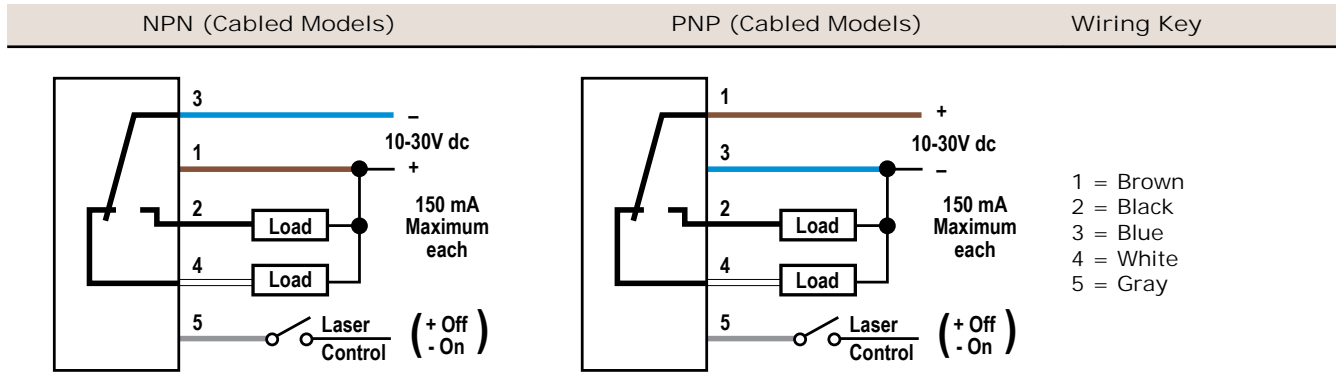 NPN (Cabled Models)
PNP (Cabled Models)
Wiring Key
3
–
10-30V dc
1
+
2
Load
150 mA
Maximum
each
4
Load
5
Laser
Control
( + Off
- On )
1
+
10-30V dc
3
–
2
Load
150 mA
Maximum
each
4
Load
5
Laser
Control
( + Off
- On )
1 = Brown
2 = Black
3 = Blue
4 = White
5 = Gray